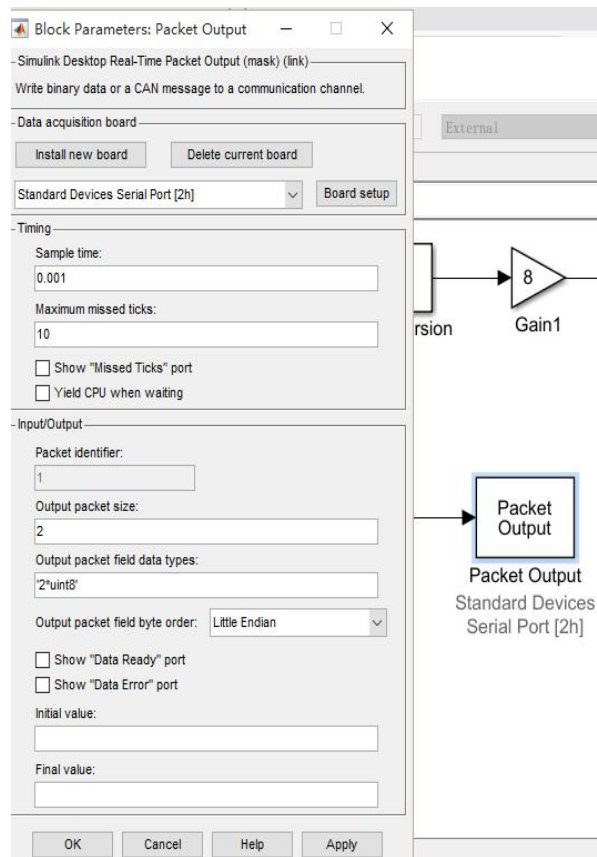 Block Parameters: Packet Output
Simulink Desktop Real-Time Packet Output (mask) (link)
Write binary data or a CAN message to a communication channel.
Data acquisition board
Install new board Delete current board
Standard Devices Serial Port [2h] Board setup
Timing
Sample time:
0.001
Maximum missed ticks:
10
Show "Missed Ticks" port
Yield CPU when waiting
Input/Output
Packet identifier:
1
Output packet size:
2
Output packet field data types:
'2*uint8'
Output packet field byte order: Little Endian
Show "Data Ready" port
Show "Data Error" port
Initial value:
Final value:
OK Cancel Help Apply
External
8
rsion Gain1
Packet
Output
Packet Output
Standard Devices
Serial Port [2h]